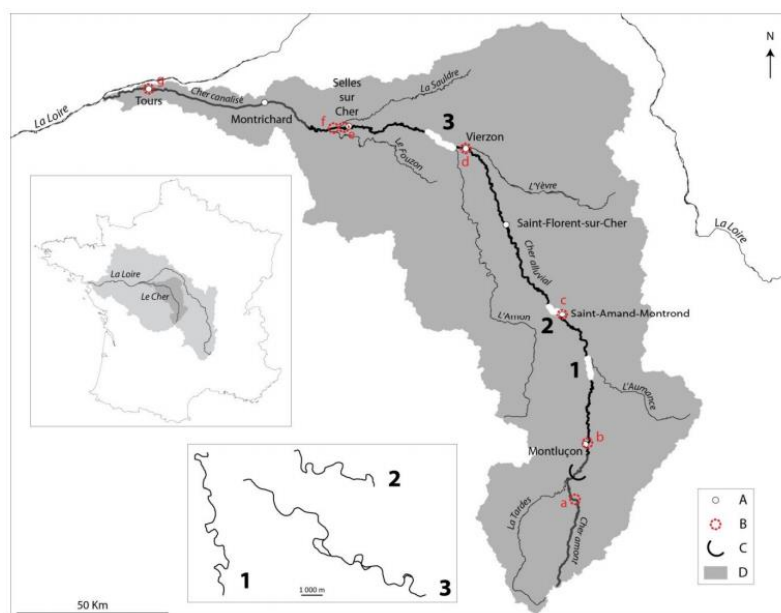 N
La Loire
g
Tours
Cher canalisé
Montrichard
Selles
sur
Cher
La Sauldre
f
e
3
Vierzon
d
Le Fouzon
L'Yèvre
La Loire
Saint-Florent-sur-Cher
Cher alluvial
La Loire
Le Cher
c
Saint-Amand-Montrond
L'Arnon
2
1
L'Aumance
b
Montluçon
a
La Tardes
Cher amont
2
1
3
1 000 m
50 Km
A
B
C
D